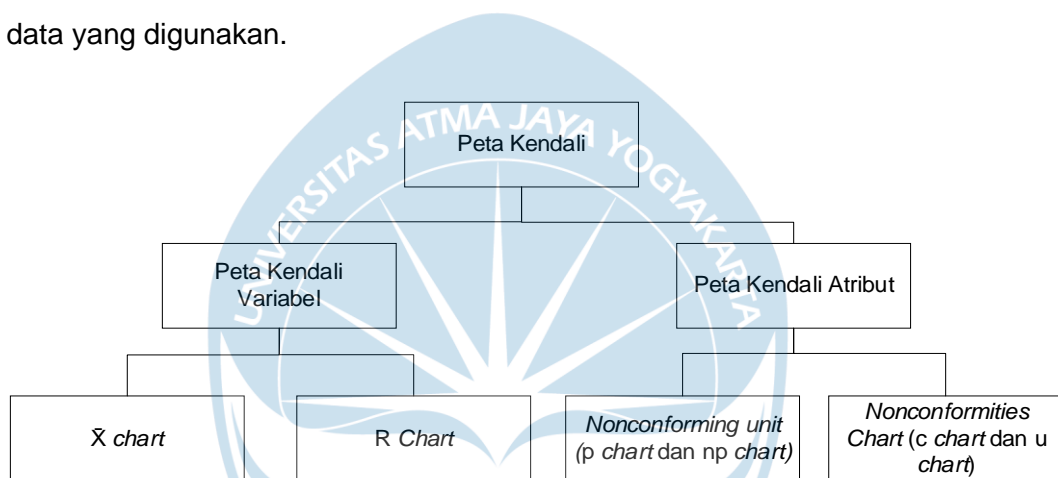 data yang digunakan.
UNIVERSITAS ATMA JAYA YOGYAKARTA
Peta Kendali
Peta Kendali
Variabel
Peta Kendali Atribut
X̄ chart
R Chart
Nonconforming unit
(p chart dan np chart)
Nonconformities
Chart (c chart dan u
chart)